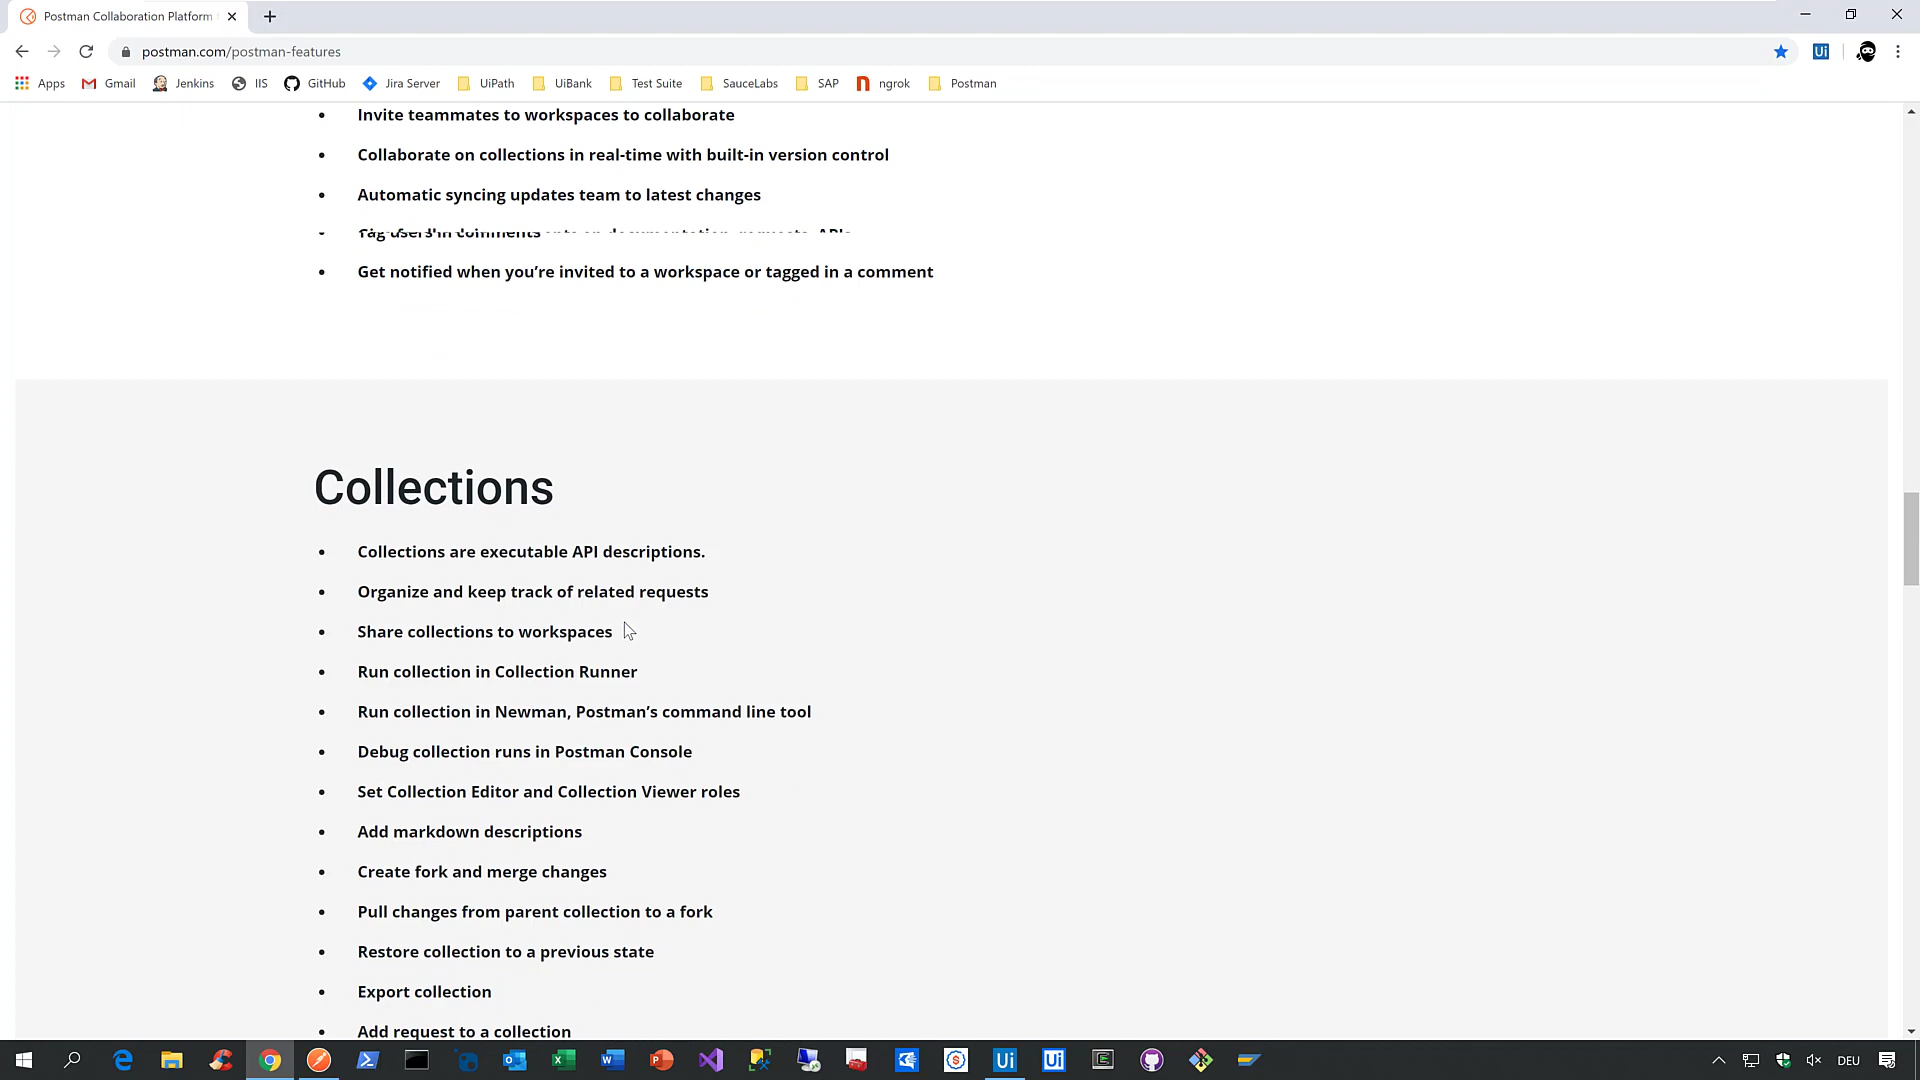 Postman Collaboration Platform
postman.com/postman-features
Apps
Gmail
Jenkins
IIS
GitHub
Jira Server
UiPath
UiBank
Test Suite
SauceLabs
SAP
ngrok
Postman
Invite teammates to workspaces to collaborate
Collaborate on collections in real-time with built-in version control
Automatic syncing updates team to latest changes
Tag users in comments
Get notified when you’re invited to a workspace or tagged in a comment
Collections
Collections are executable API descriptions.
Organize and keep track of related requests
Share collections to workspaces
Run collection in Collection Runner
Run collection in Newman, Postman’s command line tool
Debug collection runs in Postman Console
Set Collection Editor and Collection Viewer roles
Add markdown descriptions
Create fork and merge changes
Pull changes from parent collection to a fork
Restore collection to a previous state
Export collection
Add request to a collection
DEU